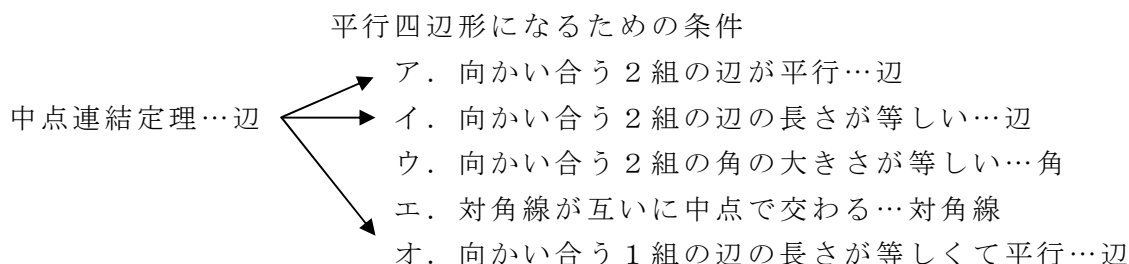 平行四辺形になるための条件
ア．向かい合う２組の辺が平行…辺
中点連結定理…辺
イ．向かい合う２組の辺の長さが等しい…辺
ウ．向かい合う２組の角の大きさが等しい…角
エ．対角線が互いに中点で交わる…対角線
オ．向かい合う１組の辺の長さが等しくて平行…辺